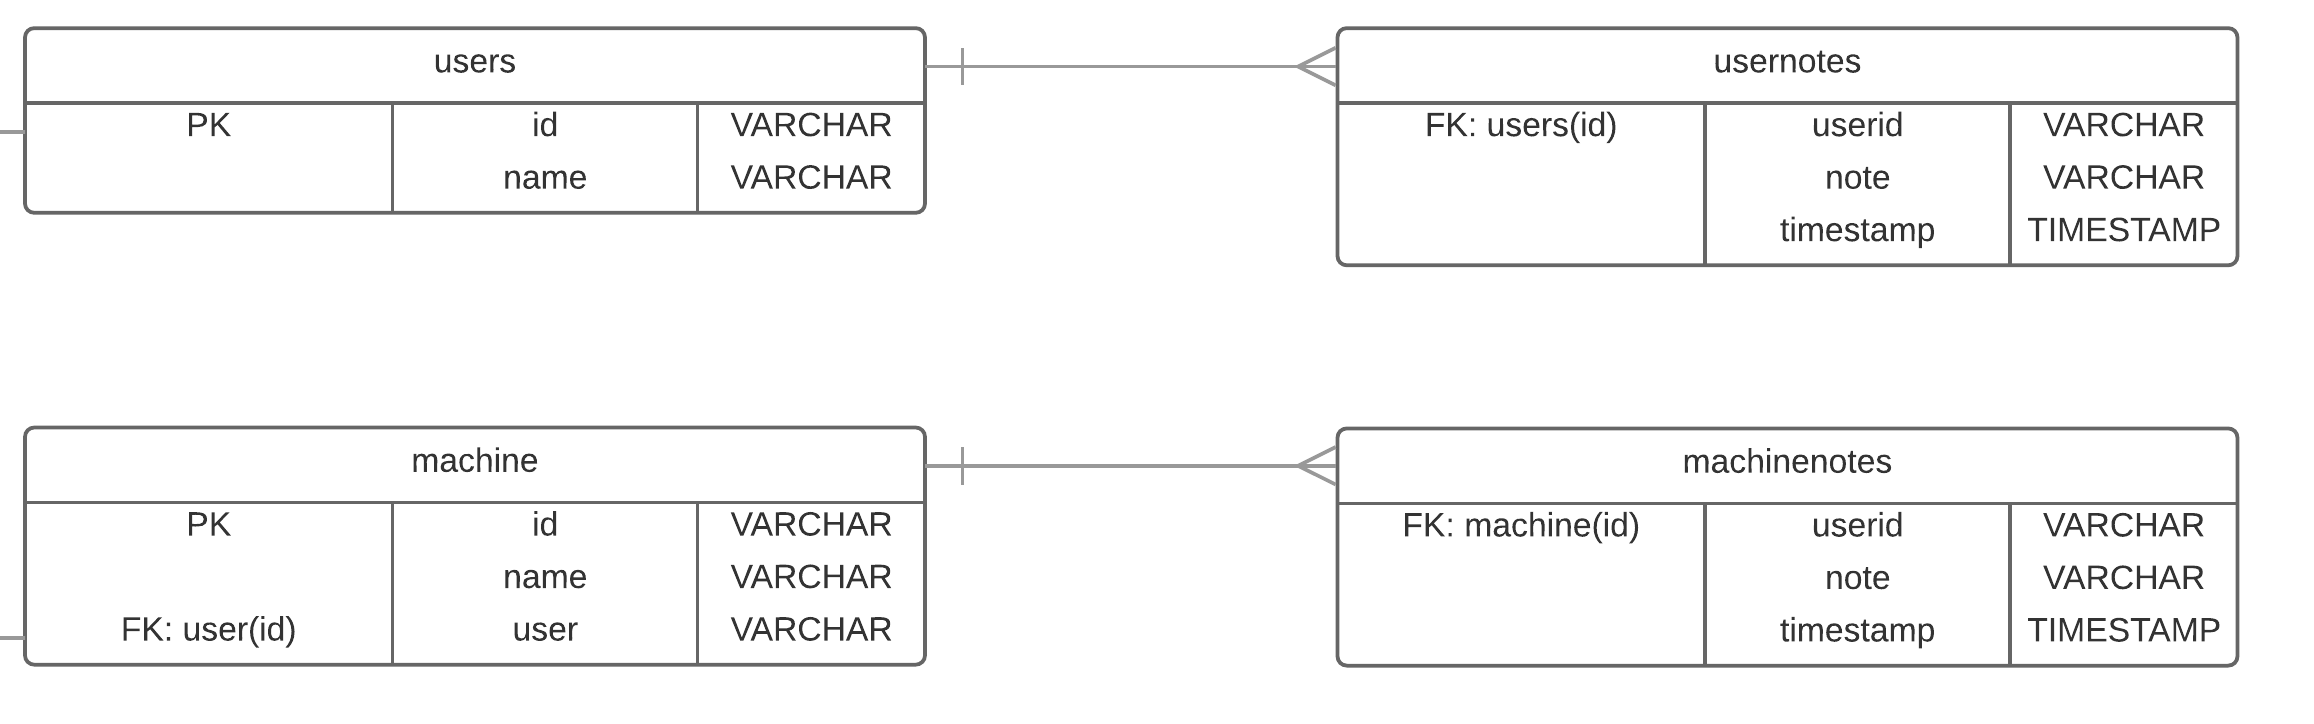 users
PK id VARCHAR
name VARCHAR
usernotes
FK: users(id) userid VARCHAR
note VARCHAR
timestamp TIMESTAMP
machine
PK id VARCHAR
name VARCHAR
FK: user(id) user VARCHAR
machinenotes
FK: machine(id) userid VARCHAR
note VARCHAR
timestamp TIMESTAMP